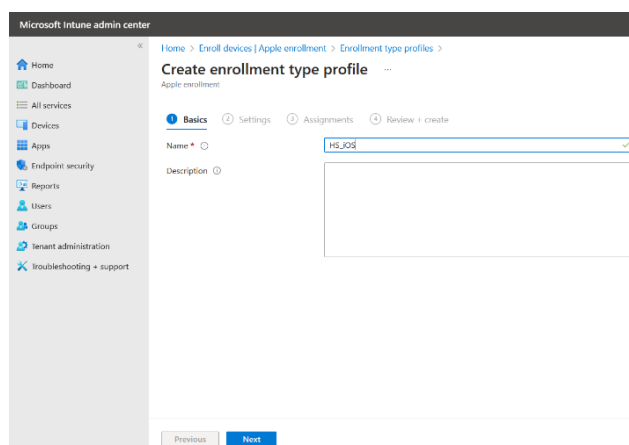 Microsoft Intune admin center
«
Home
Dashboard
All services
Devices
Apps
Endpoint security
Reports
Users
Groups
Tenant administration
Troubleshooting + support
Home > Enroll devices | Apple enrollment > Enrollment type profiles >
Create enrollment type profile ...
Apple enrollment
1 Basics 2 Settings 3 Assignments 4 Review + create
Name * HS_iOS
Description
Previous Next